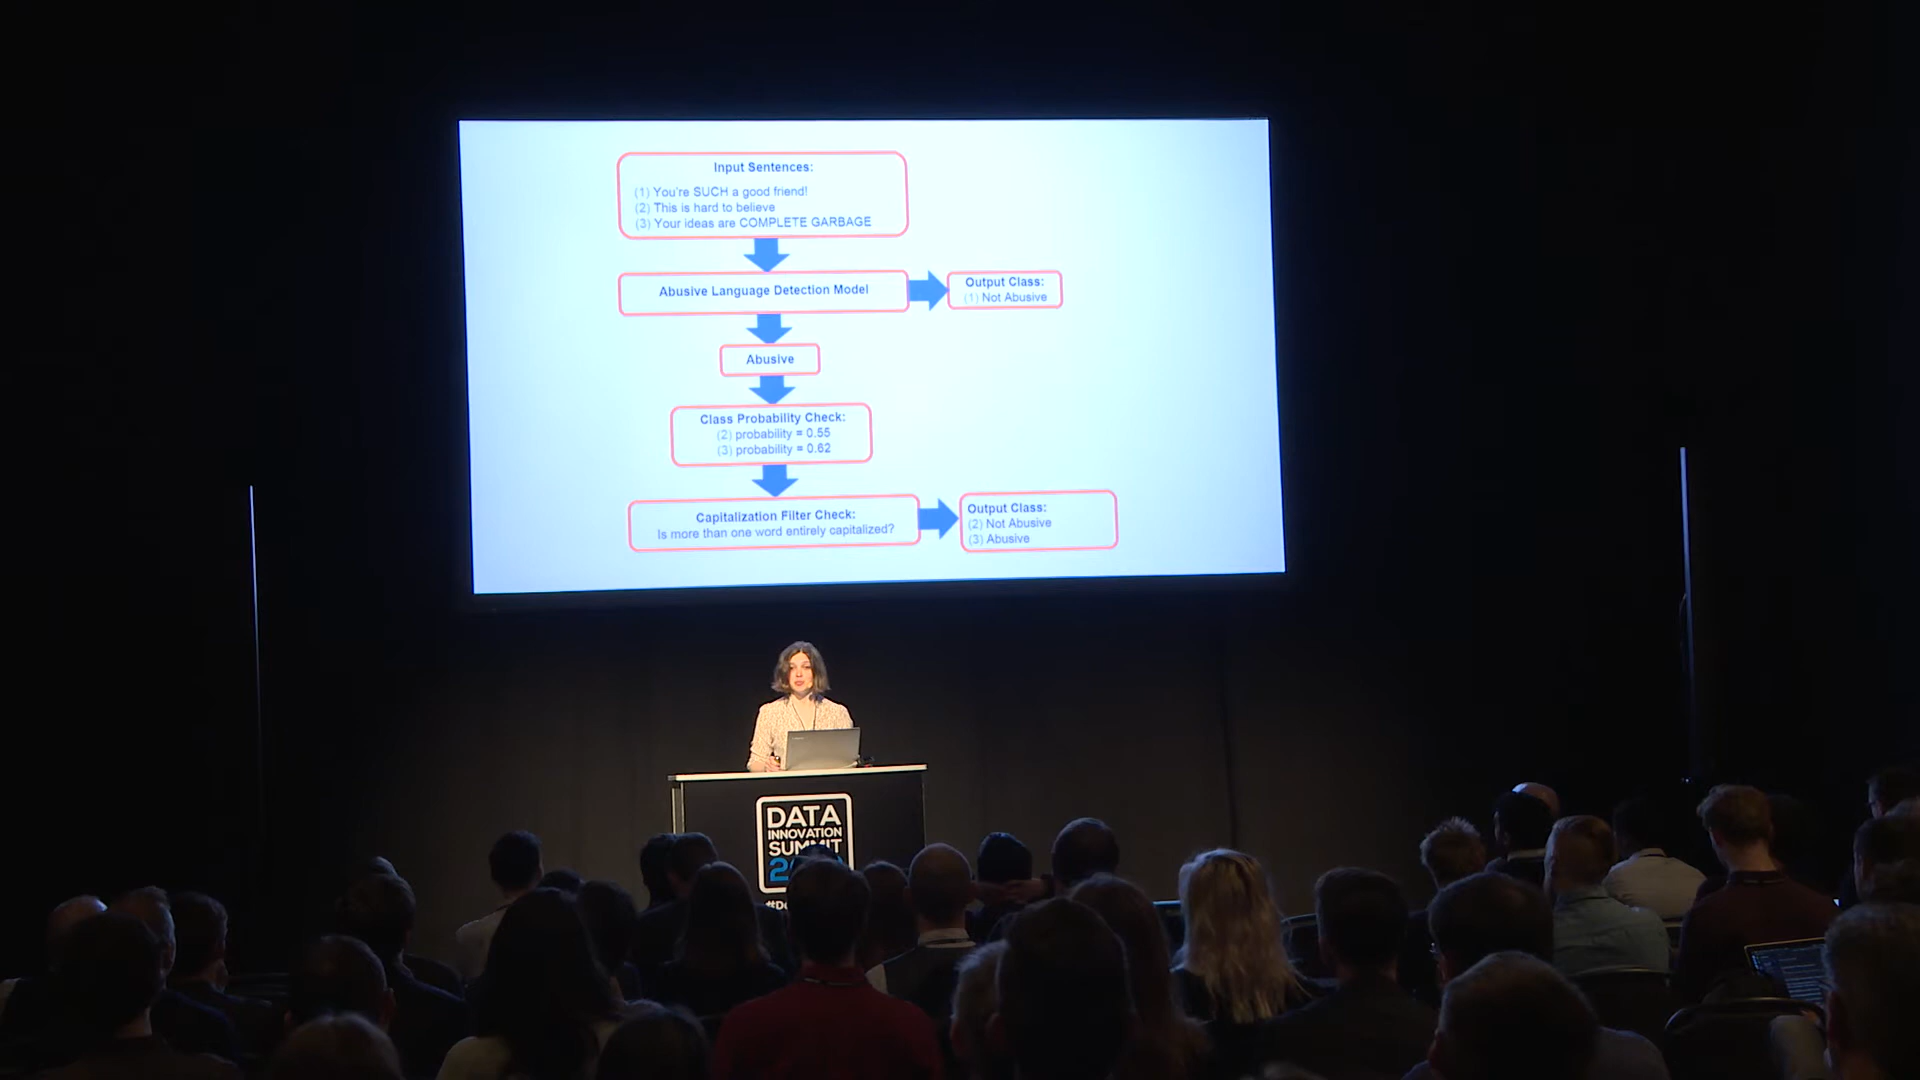 Input Sentences:
(1) You're SUCH a good friend!
(2) This is hard to believe
(3) Your ideas are COMPLETE GARBAGE
Abusive Language Detection Model
Output Class:
(1) Not Abusive
Abusive
Class Probability Check:
(2) probability = 0.55
(3) probability = 0.62
Capitalization Filter Check:
Is more than one word entirely capitalized?
Output Class:
(2) Not Abusive
(3) Abusive
DATA
INNOVATION
SUMMIT